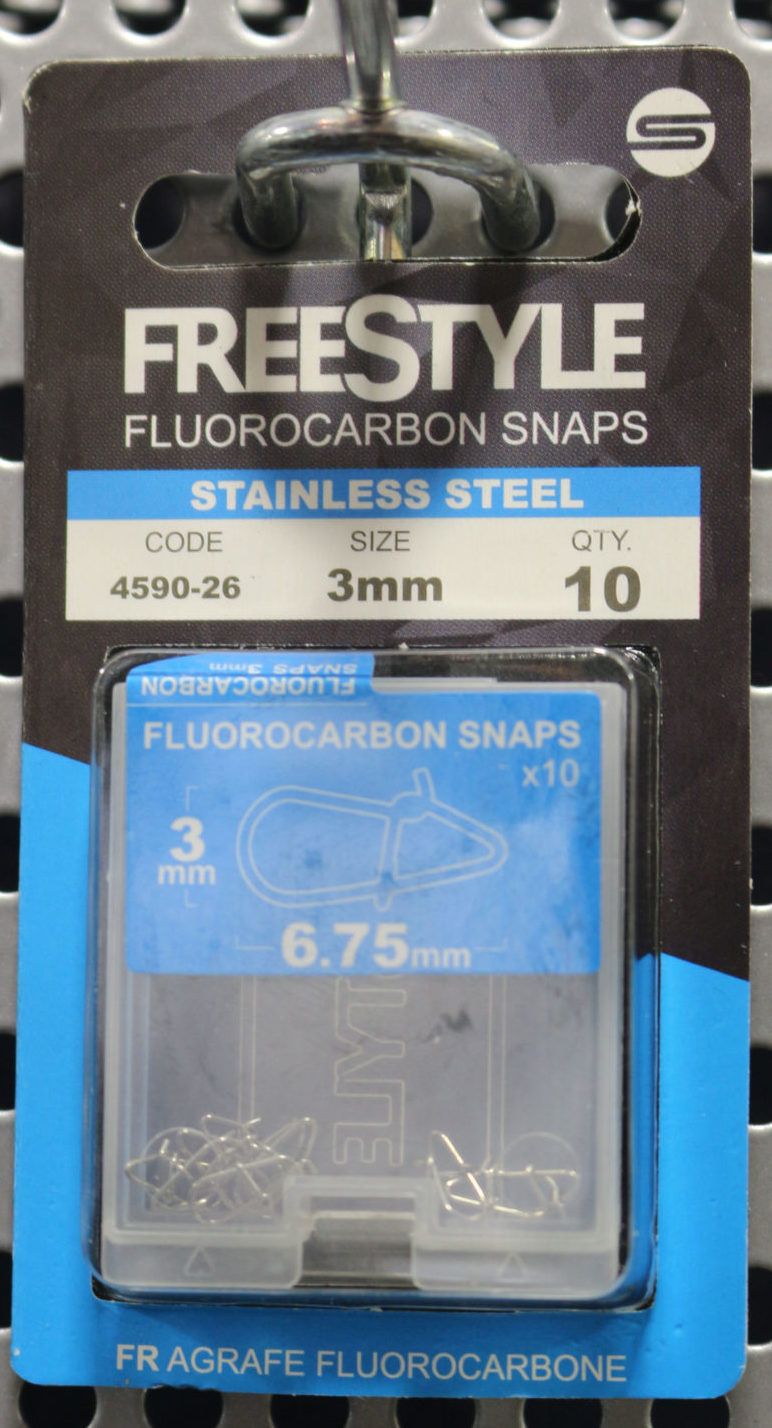 FREESTYLE
FLUOROCARBON SNAPS
STAINLESS STEEL
CODE SIZE QTY.
4590-26 3mm 10
FLUOROCARBON
SNAPS 3mm
FLUOROCARBON SNAPS
x10
3
mm
6.75mm
FR AGRAFE FLUOROCARBONE